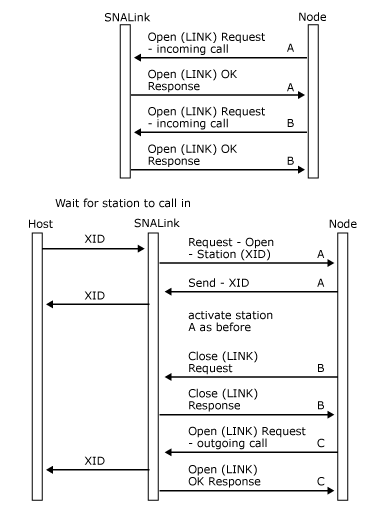 SNALink Node
Open (LINK) Request
- incoming call A
Open (LINK) OK
Response A
Open (LINK) Request
- incoming call B
Open (LINK) OK
Response B
Wait for station to call in
Host SNALink Node
XID Request - Open
- Station (XID) A
Send - XID A
XID
activate station
A as before
Close (LINK)
Request B
Close (LINK)
Response B
Open (LINK) Request
- outgoing call C
XID Open (LINK)
OK Response C